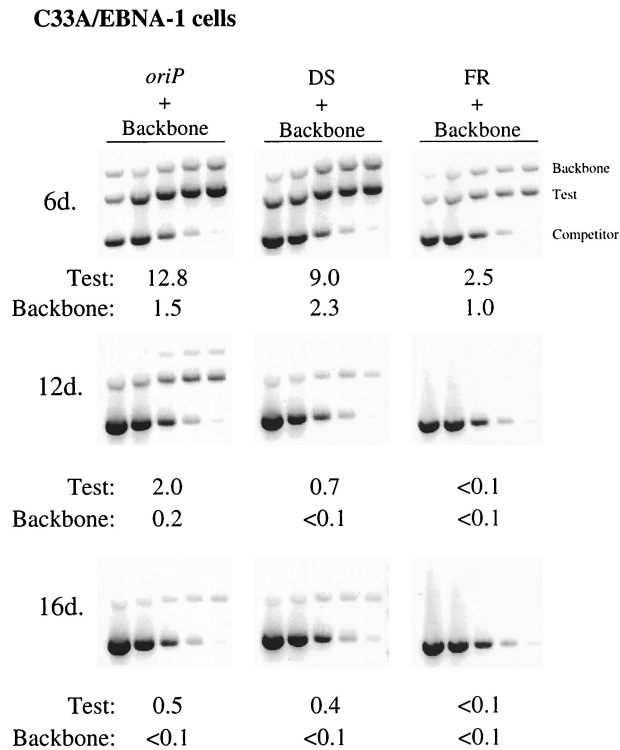 C33A/EBNA-1 cells
oriP DS FR
+ + +
Backbone Backbone Backbone
Backbone
Test
6d.
Competitor
Test: 12.8 9.0 2.5
Backbone: 1.5 2.3 1.0
12d.
Test: 2.0 0.7 <0.1
Backbone: 0.2 <0.1 <0.1
16d.
Test: 0.5 0.4 <0.1
Backbone: <0.1 <0.1 <0.1